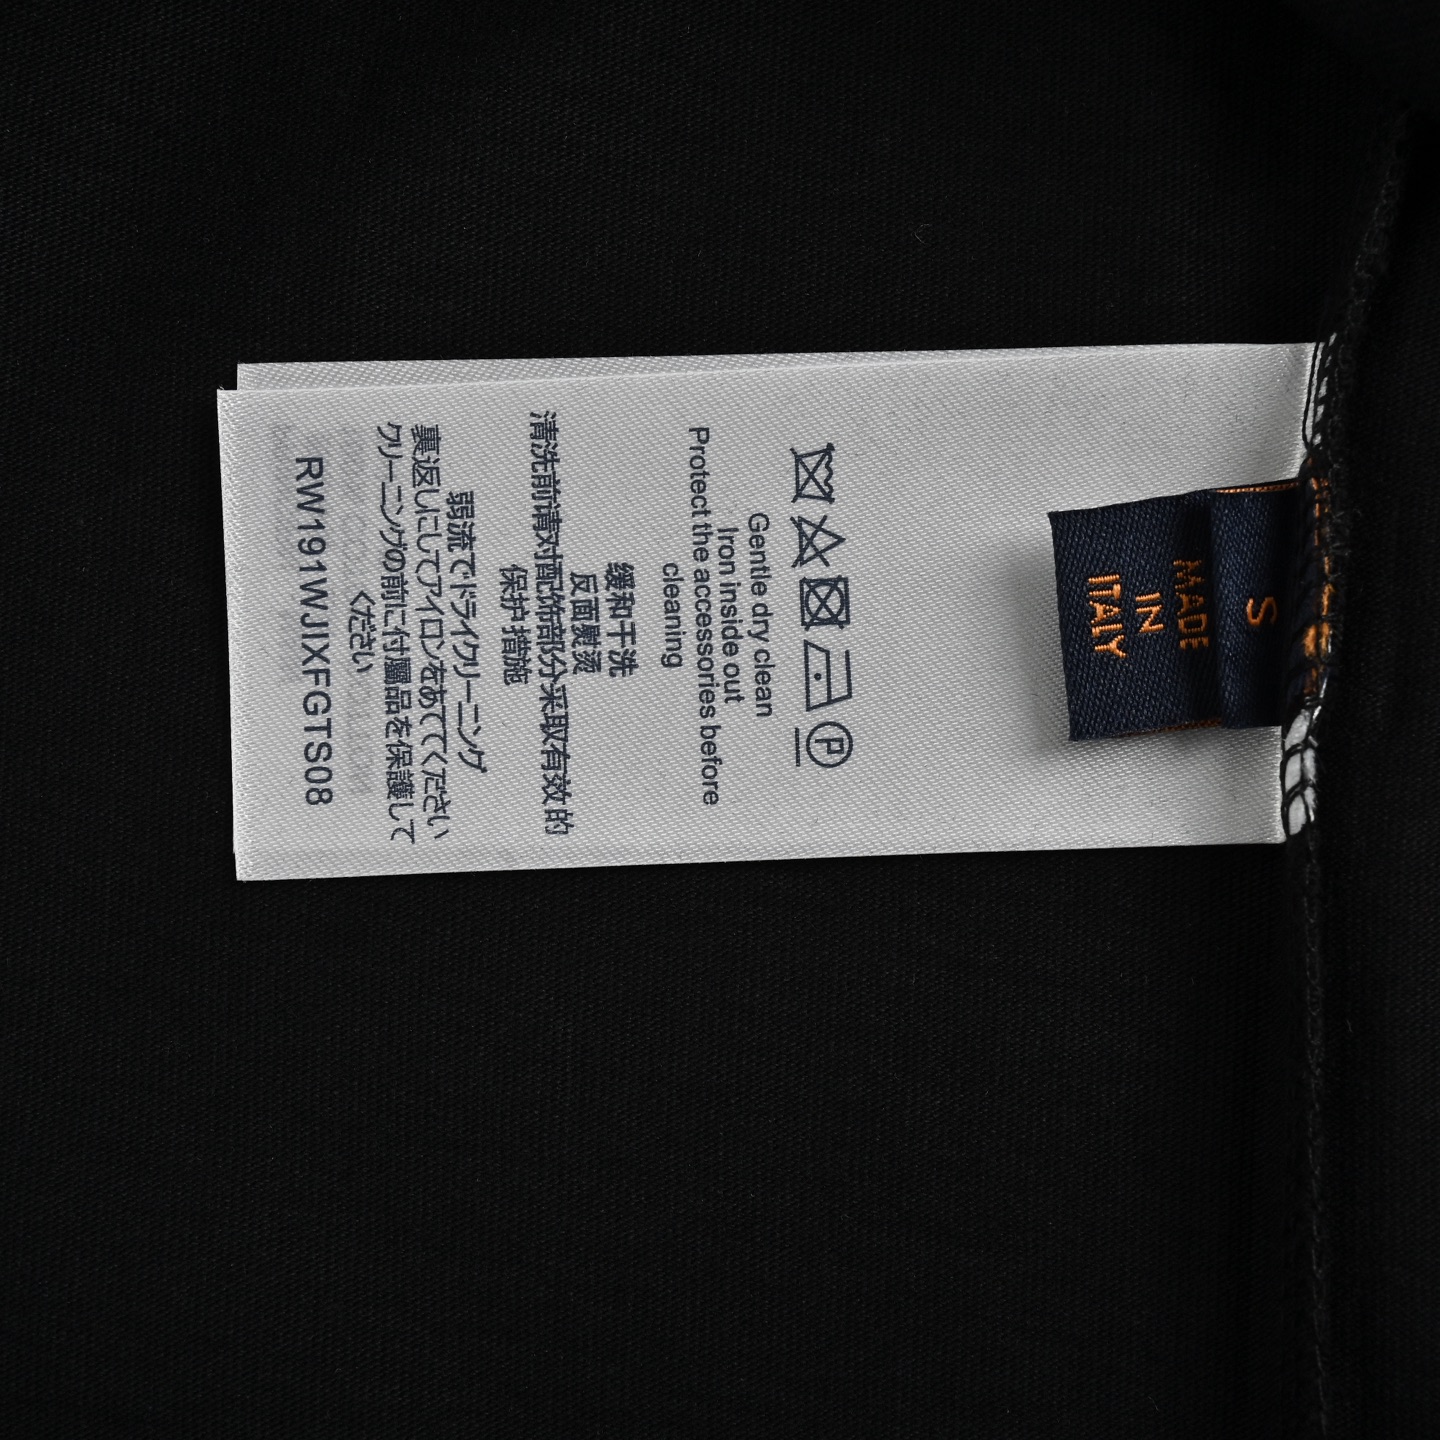 S
MADE
IN
ITALY
P
Gentle dry clean
Iron inside out
Protect the accessories before
cleaning
缓和干洗
反面熨烫
清洗前请对配饰部分采取有效的
保护措施
弱流でドライクリーニング
裏返しにしてアイロンをあててください
クリーニングの前に付属品を保護して
ください
RW191WJIXFGTS08